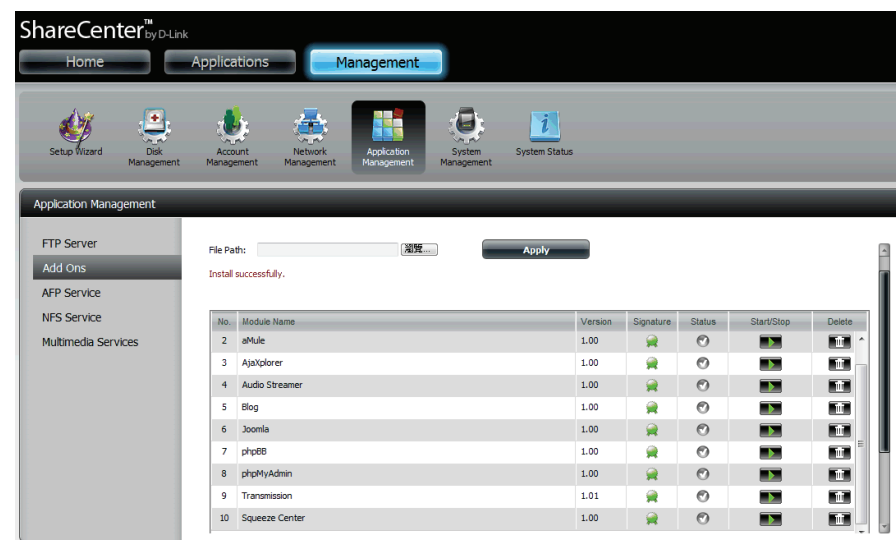 ShareCenter™ by D-Link
Home Applications Management
Setup Wizard Disk Management Account Management Network Management Application Management System Management System Status
Application Management
FTP Server
Add Ons
AFP Service
NFS Service
Multimedia Services
File Path: 瀏覽... Apply
Install successfully.
No. Module Name Version Signature Status Start/Stop Delete
2 aMule 1.00
3 AjaXplorer 1.00
4 Audio Streamer 1.00
5 Blog 1.00
6 Joomla 1.00
7 phpBB 1.00
8 phpMyAdmin 1.00
9 Transmission 1.01
10 Squeeze Center 1.00